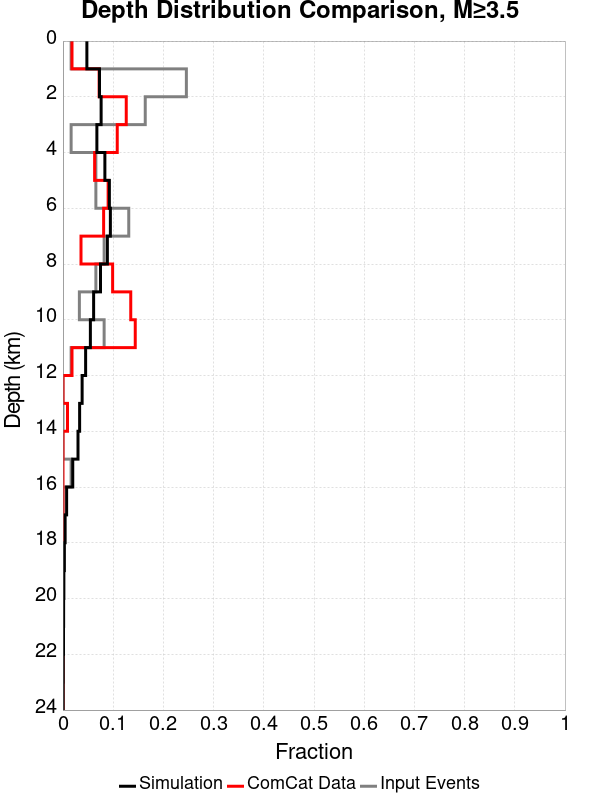 Depth Distribution Comparison, M≥3.5
0
2
4
6
8
10
12
14
16
18
20
22
24
Depth (km)
0 0.1 0.2 0.3 0.4 0.5 0.6 0.7 0.8 0.9 1
Fraction
Simulation ComCat Data Input Events